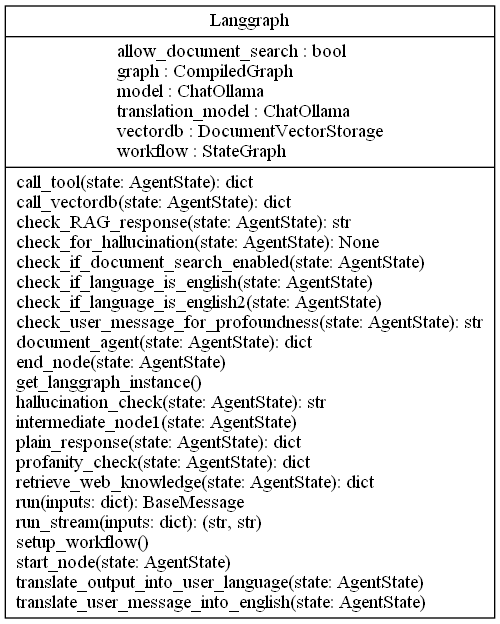 Langgraph
allow_document_search : bool
graph : CompiledGraph
model : ChatOllama
translation_model : ChatOllama
vectordb : DocumentVectorStorage
workflow : StateGraph
call_tool(state: AgentState): dict
call_vectordb(state: AgentState): dict
check_RAG_response(state: AgentState): str
check_for_hallucination(state: AgentState): None
check_if_document_search_enabled(state: AgentState)
check_if_language_is_english(state: AgentState)
check_if_language_is_english2(state: AgentState)
check_user_message_for_profoundness(state: AgentState): str
document_agent(state: AgentState): dict
end_node(state: AgentState)
get_langgraph_instance()
hallucination_check(state: AgentState): str
intermediate_node1(state: AgentState)
plain_response(state: AgentState): dict
profanity_check(state: AgentState): dict
retrieve_web_knowledge(state: AgentState): dict
run(inputs: dict): BaseMessage
run_stream(inputs: dict): (str, str)
setup_workflow()
start_node(state: AgentState)
translate_output_into_user_language(state: AgentState)
translate_user_message_into_english(state: AgentState)